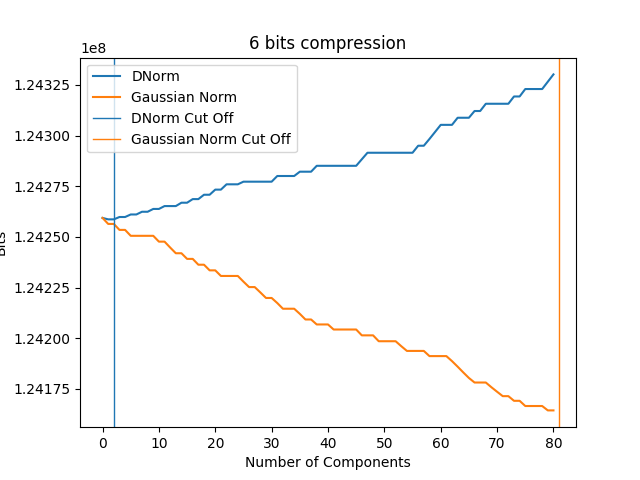 6 bits compression
1e8
DNorm
Gaussian Norm
DNorm Cut Off
Gaussian Norm Cut Off
1.24325
1.24300
1.24275
1.24250
1.24225
1.24200
1.24175
Bits
0 10 20 30 40 50 60 70 80
Number of Components